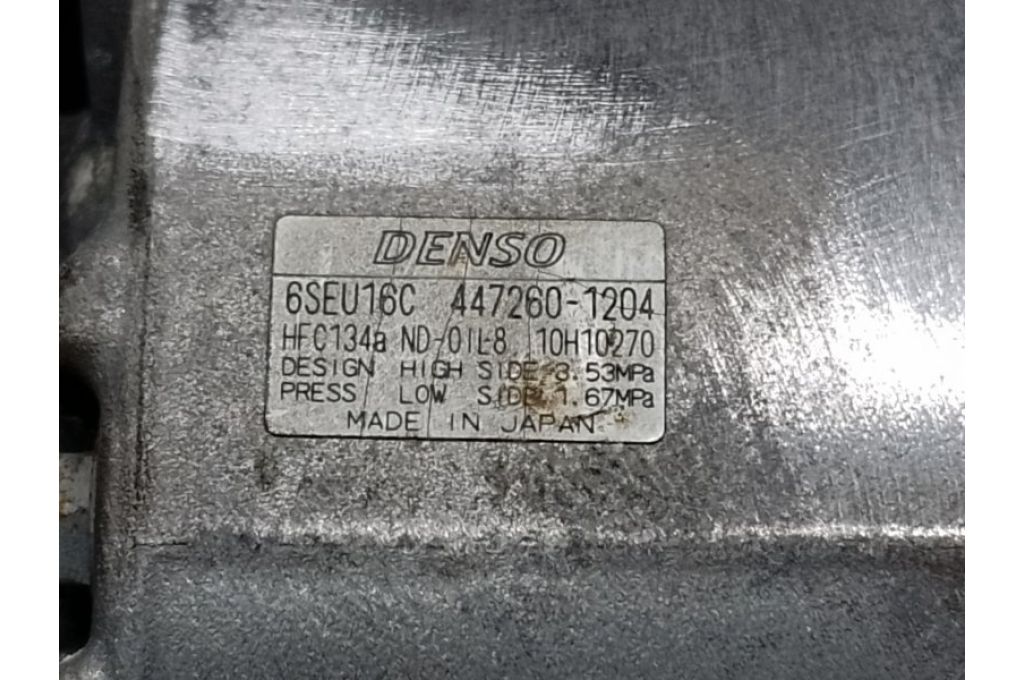 DENSO
6SEU16C 447260-1204
HFC134a ND-OIL8 10H10270
DESIGN HIGH SIDE 3.53MPa
PRESS LOW SIDE 1.67MPa
MADE IN JAPAN